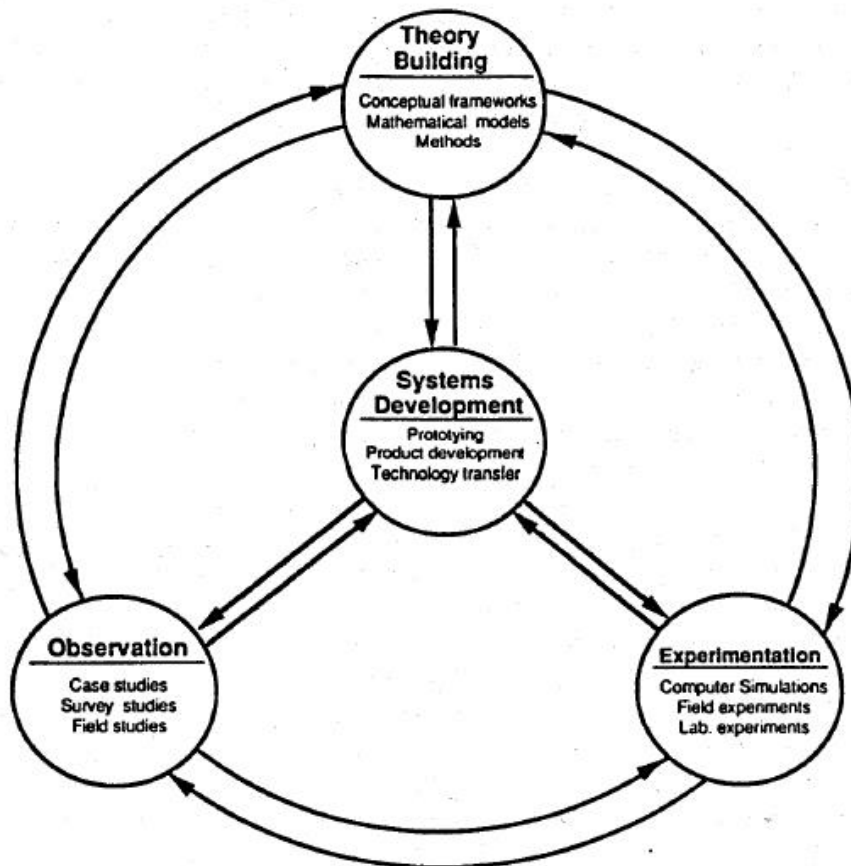 Theory
Building
Conceptual frameworks
Mathematical models
Methods
Systems
Development
Prototying
Product development
Technology transfer
Observation
Case studies
Survey studies
Field studies
Experimentation
Computer Simulations
Field experiments
Lab. experiments